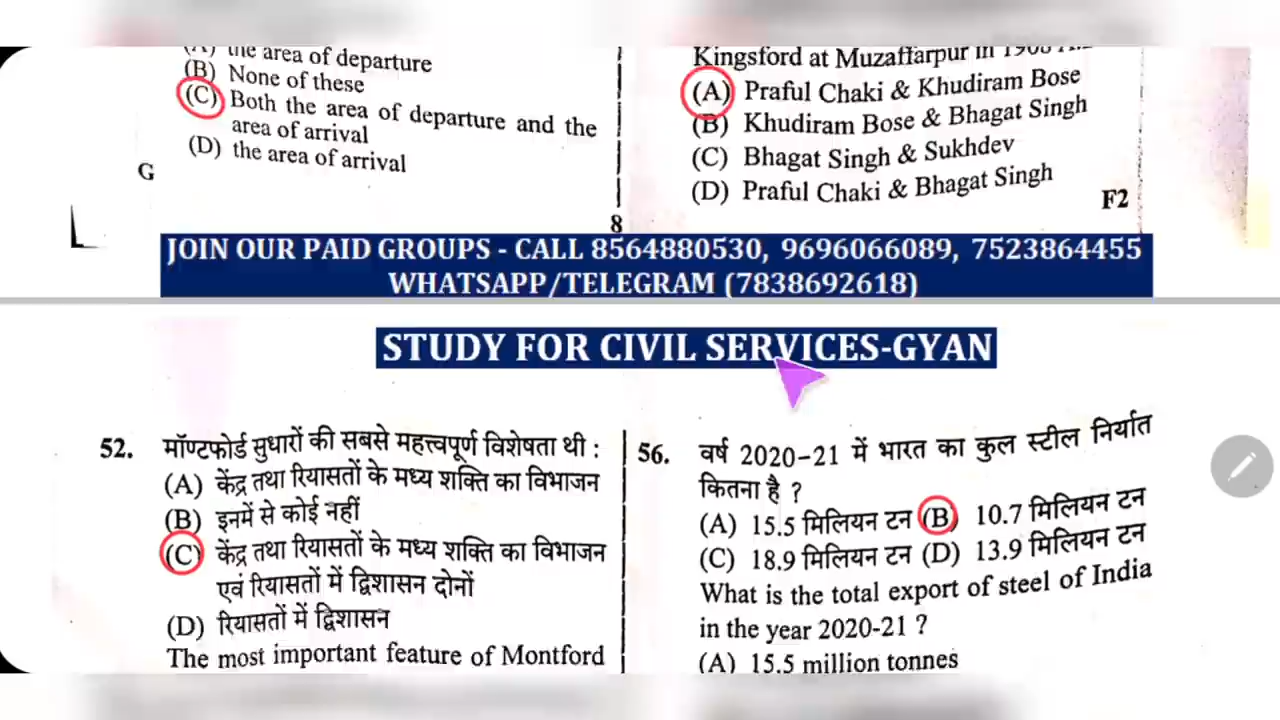 (A) the area of departure
(B) None of these
(C) Both the area of departure and the
area of arrival
(D) the area of arrival
G
8
Kingsford at Muzaffarpur in 1908
(A) Praful Chaki & Khudiram Bose
(B) Khudiram Bose & Bhagat Singh
(C) Bhagat Singh & Sukhdev
(D) Praful Chaki & Bhagat Singh
F2
JOIN OUR PAID GROUPS - CALL 8564880530, 9696066089, 7523864455
WHATSAPP/TELEGRAM (7838692618)
STUDY FOR CIVIL SERVICES-GYAN
52. मॉण्टफोर्ड सुधारों की सबसे महत्त्वपूर्ण विशेषता थी :
(A) केंद्र तथा रियासतों के मध्य शक्ति का विभाजन
(B) इनमें से कोई नहीं
(C) केंद्र तथा रियासतों के मध्य शक्ति का विभाजन
एवं रियासतों में द्विशासन दोनों
(D) रियासतों में द्विशासन
The most important feature of Montford
56. वर्ष 2020-21 में भारत का कुल स्टील निर्यात
कितना है ?
(A) 15.5 मिलियन टन (B) 10.7 मिलियन टन
(C) 18.9 मिलियन टन (D) 13.9 मिलियन टन
What is the total export of steel of India
in the year 2020-21 ?
(A) 15.5 million tonnes